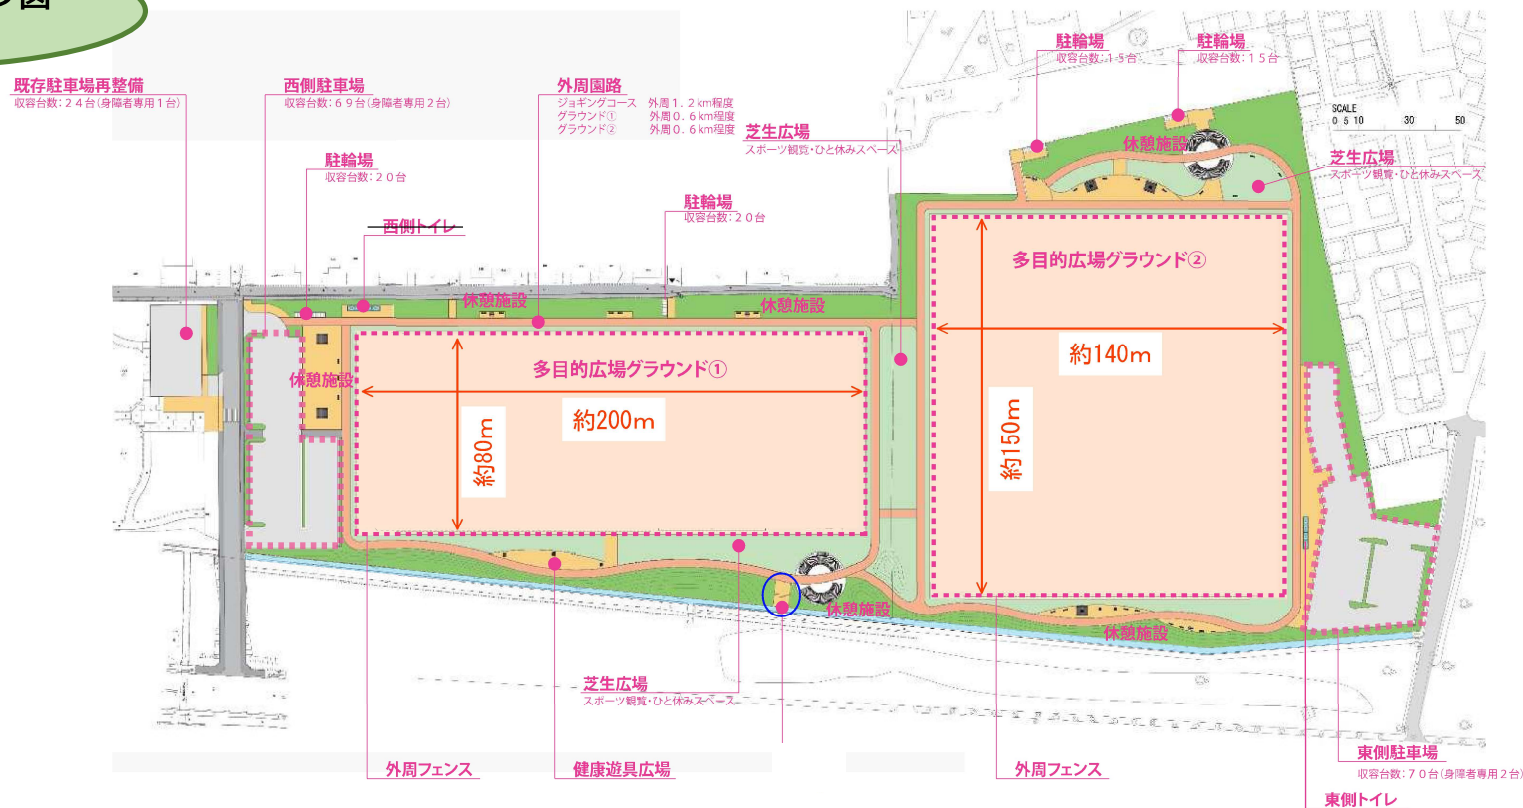 図
既存駐車場再整備
収容台数:24台(身障者専用1台)
西側駐車場
収容台数:69台(身障者専用2台)
外周園路
ジョギングコース 外周1.2km程度
グラウンド① 外周0.6km程度
グラウンド② 外周0.6km程度
芝生広場
スポーツ観覧・ひと休みスペース
駐輪場
収容台数:15台
駐輪場
収容台数:15台
SCALE
0 5 10 30 50
芝生広場
スポーツ観覧・ひと休みスペース
駐輪場
収容台数:20台
駐輪場
収容台数:20台
西側トイレ
休憩施設
休憩施設
休憩施設
休憩施設
多目的広場グラウンド①
約200m
約80m
多目的広場グラウンド②
約140m
約150m
休憩施設
休憩施設
芝生広場
スポーツ観覧・ひと休みスペース
外周フェンス
健康遊具広場
外周フェンス
東側駐車場
収容台数:70台(身障者専用2台)
東側トイレ